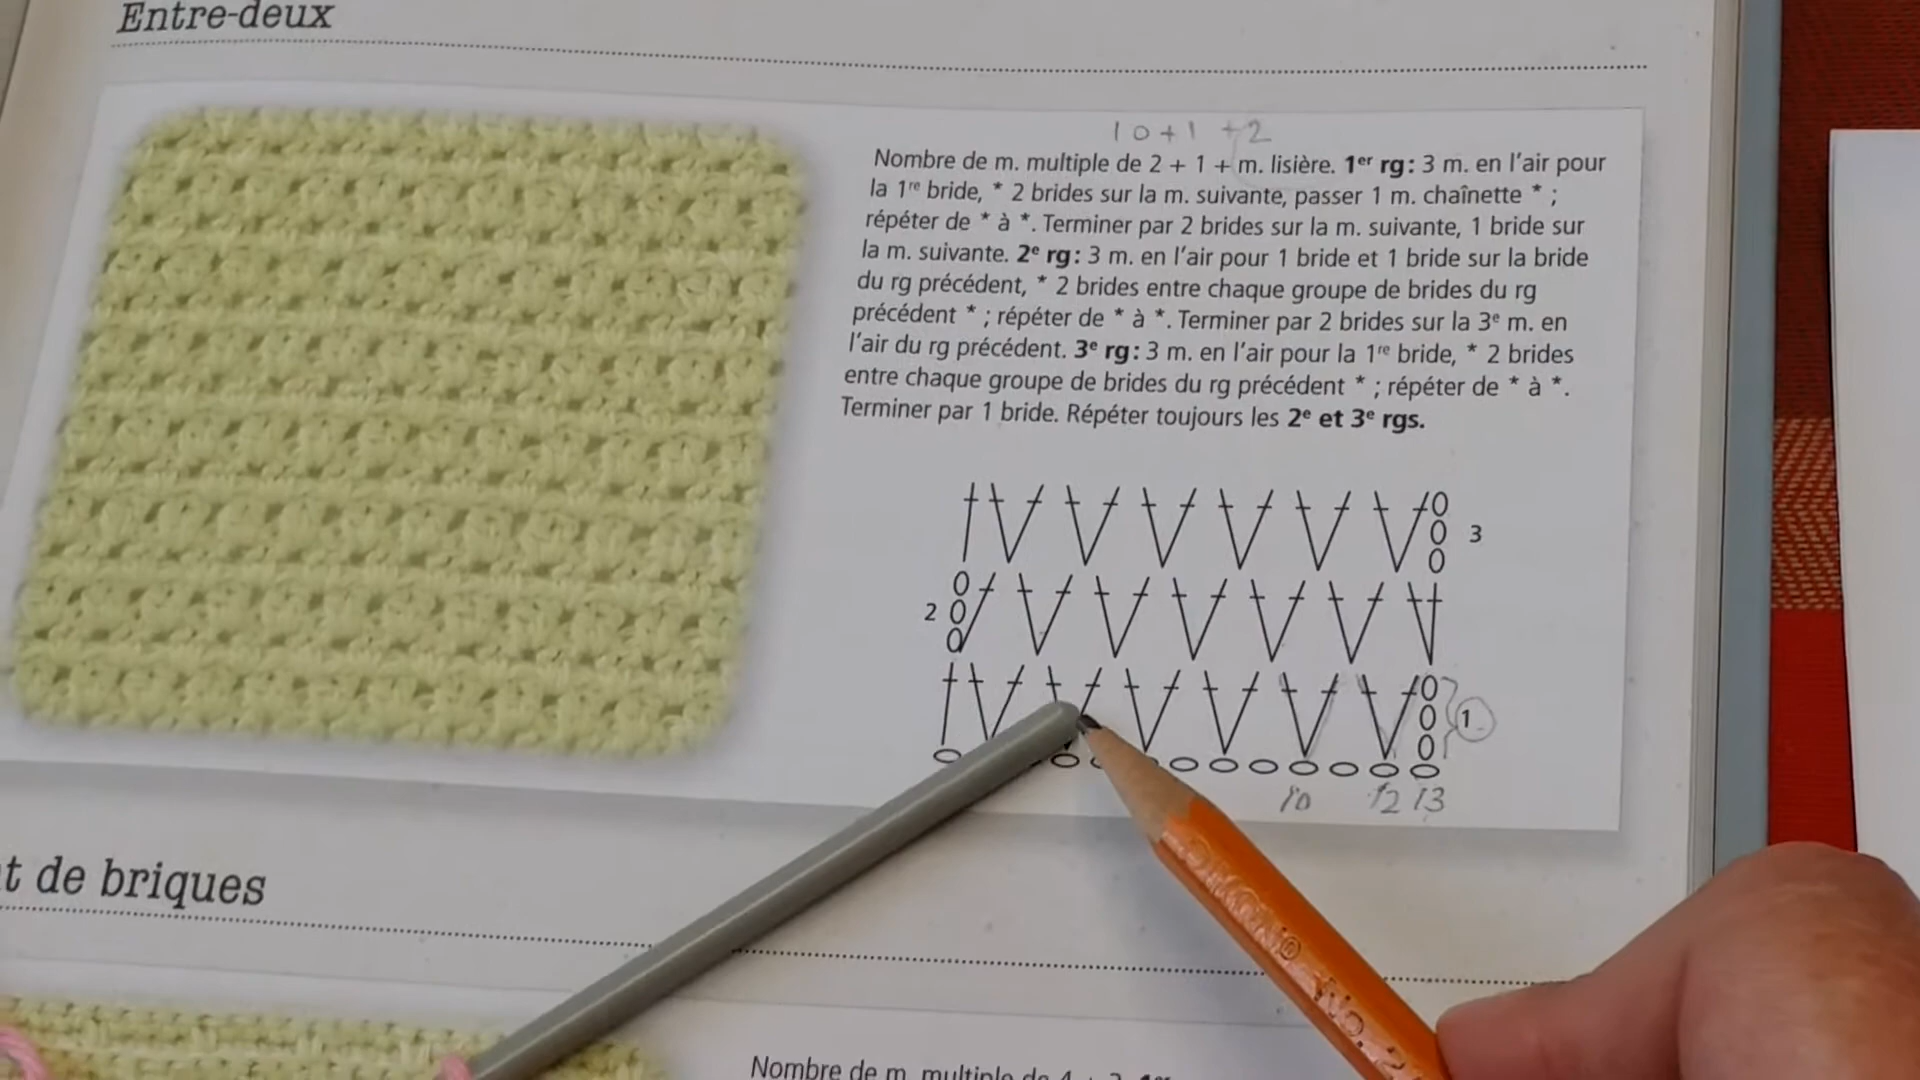 Entre-deux
10+1 +2
Nombre de m. multiple de 2 + 1 + m. lisière. 1er rg : 3 m. en l'air pour
la 1re bride, * 2 brides sur la m. suivante, passer 1 m. chaînette * ;
répéter de * à *. Terminer par 2 brides sur la m. suivante, 1 bride sur
la m. suivante. 2e rg : 3 m. en l'air pour 1 bride et 1 bride sur la bride
du rg précédent, * 2 brides entre chaque groupe de brides du rg
précédent * ; répéter de * à *. Terminer par 2 brides sur la 3e m. en
l'air du rg précédent. 3e rg : 3 m. en l'air pour la 1re bride, * 2 brides
entre chaque groupe de brides du rg précédent * ; répéter de * à *.
Terminer par 1 bride. Répéter toujours les 2e et 3e rgs.
3
2
1
10 12 13
t de briques
Nombre de m. multiple de 4
No. 2